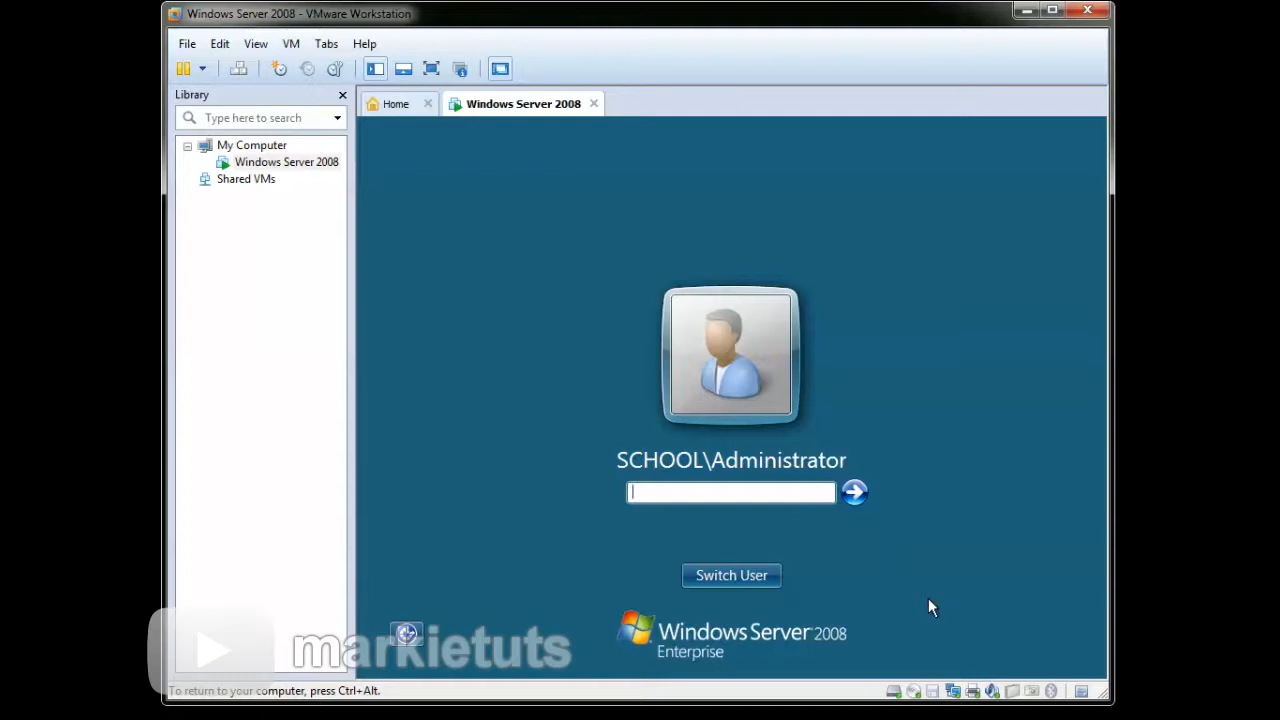 Windows Server 2008 - VMware Workstation
File Edit View VM Tabs Help
Library
Type here to search
My Computer
Windows Server 2008
Shared VMs
Home
Windows Server 2008
SCHOOL\Administrator
Switch User
Windows Server 2008
Enterprise
markietuts
To return to your computer, press Ctrl+Alt.